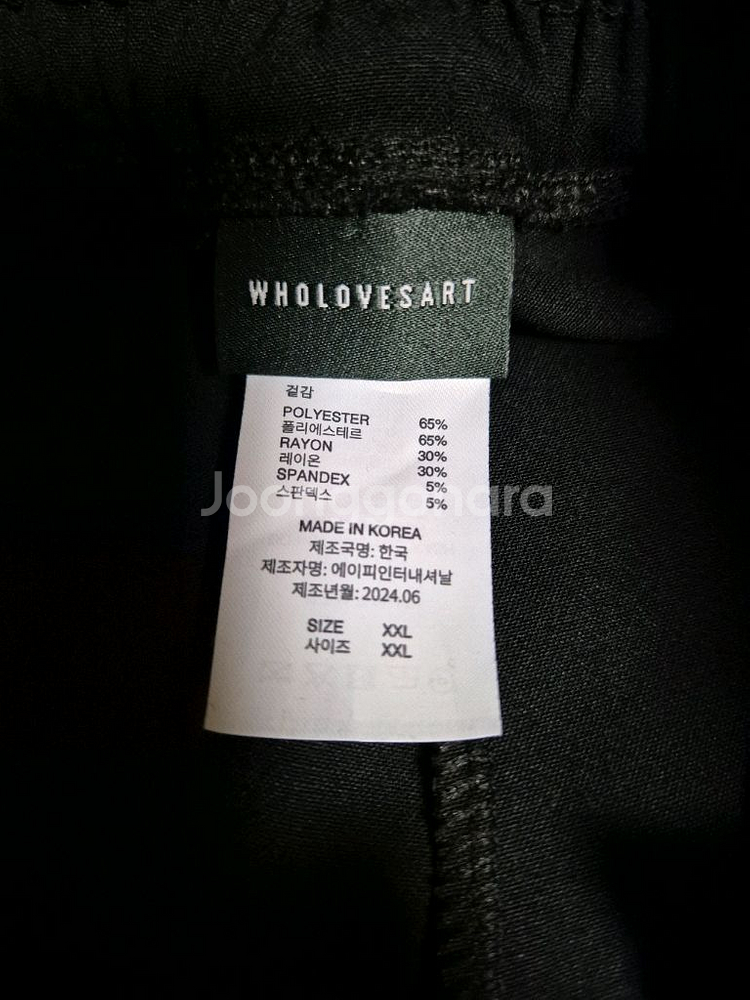 WHOLOVESART
겉감
POLYESTER 65%
폴리에스테르 65%
RAYON 30%
레이온 30%
SPANDEX 5%
스판덱스 5%
Joonggonara
MADE IN KOREA
제조국명: 한국
제조자명: 에이피인터내셔날
제조년월: 2024.06
SIZE XXL
사이즈 XXL